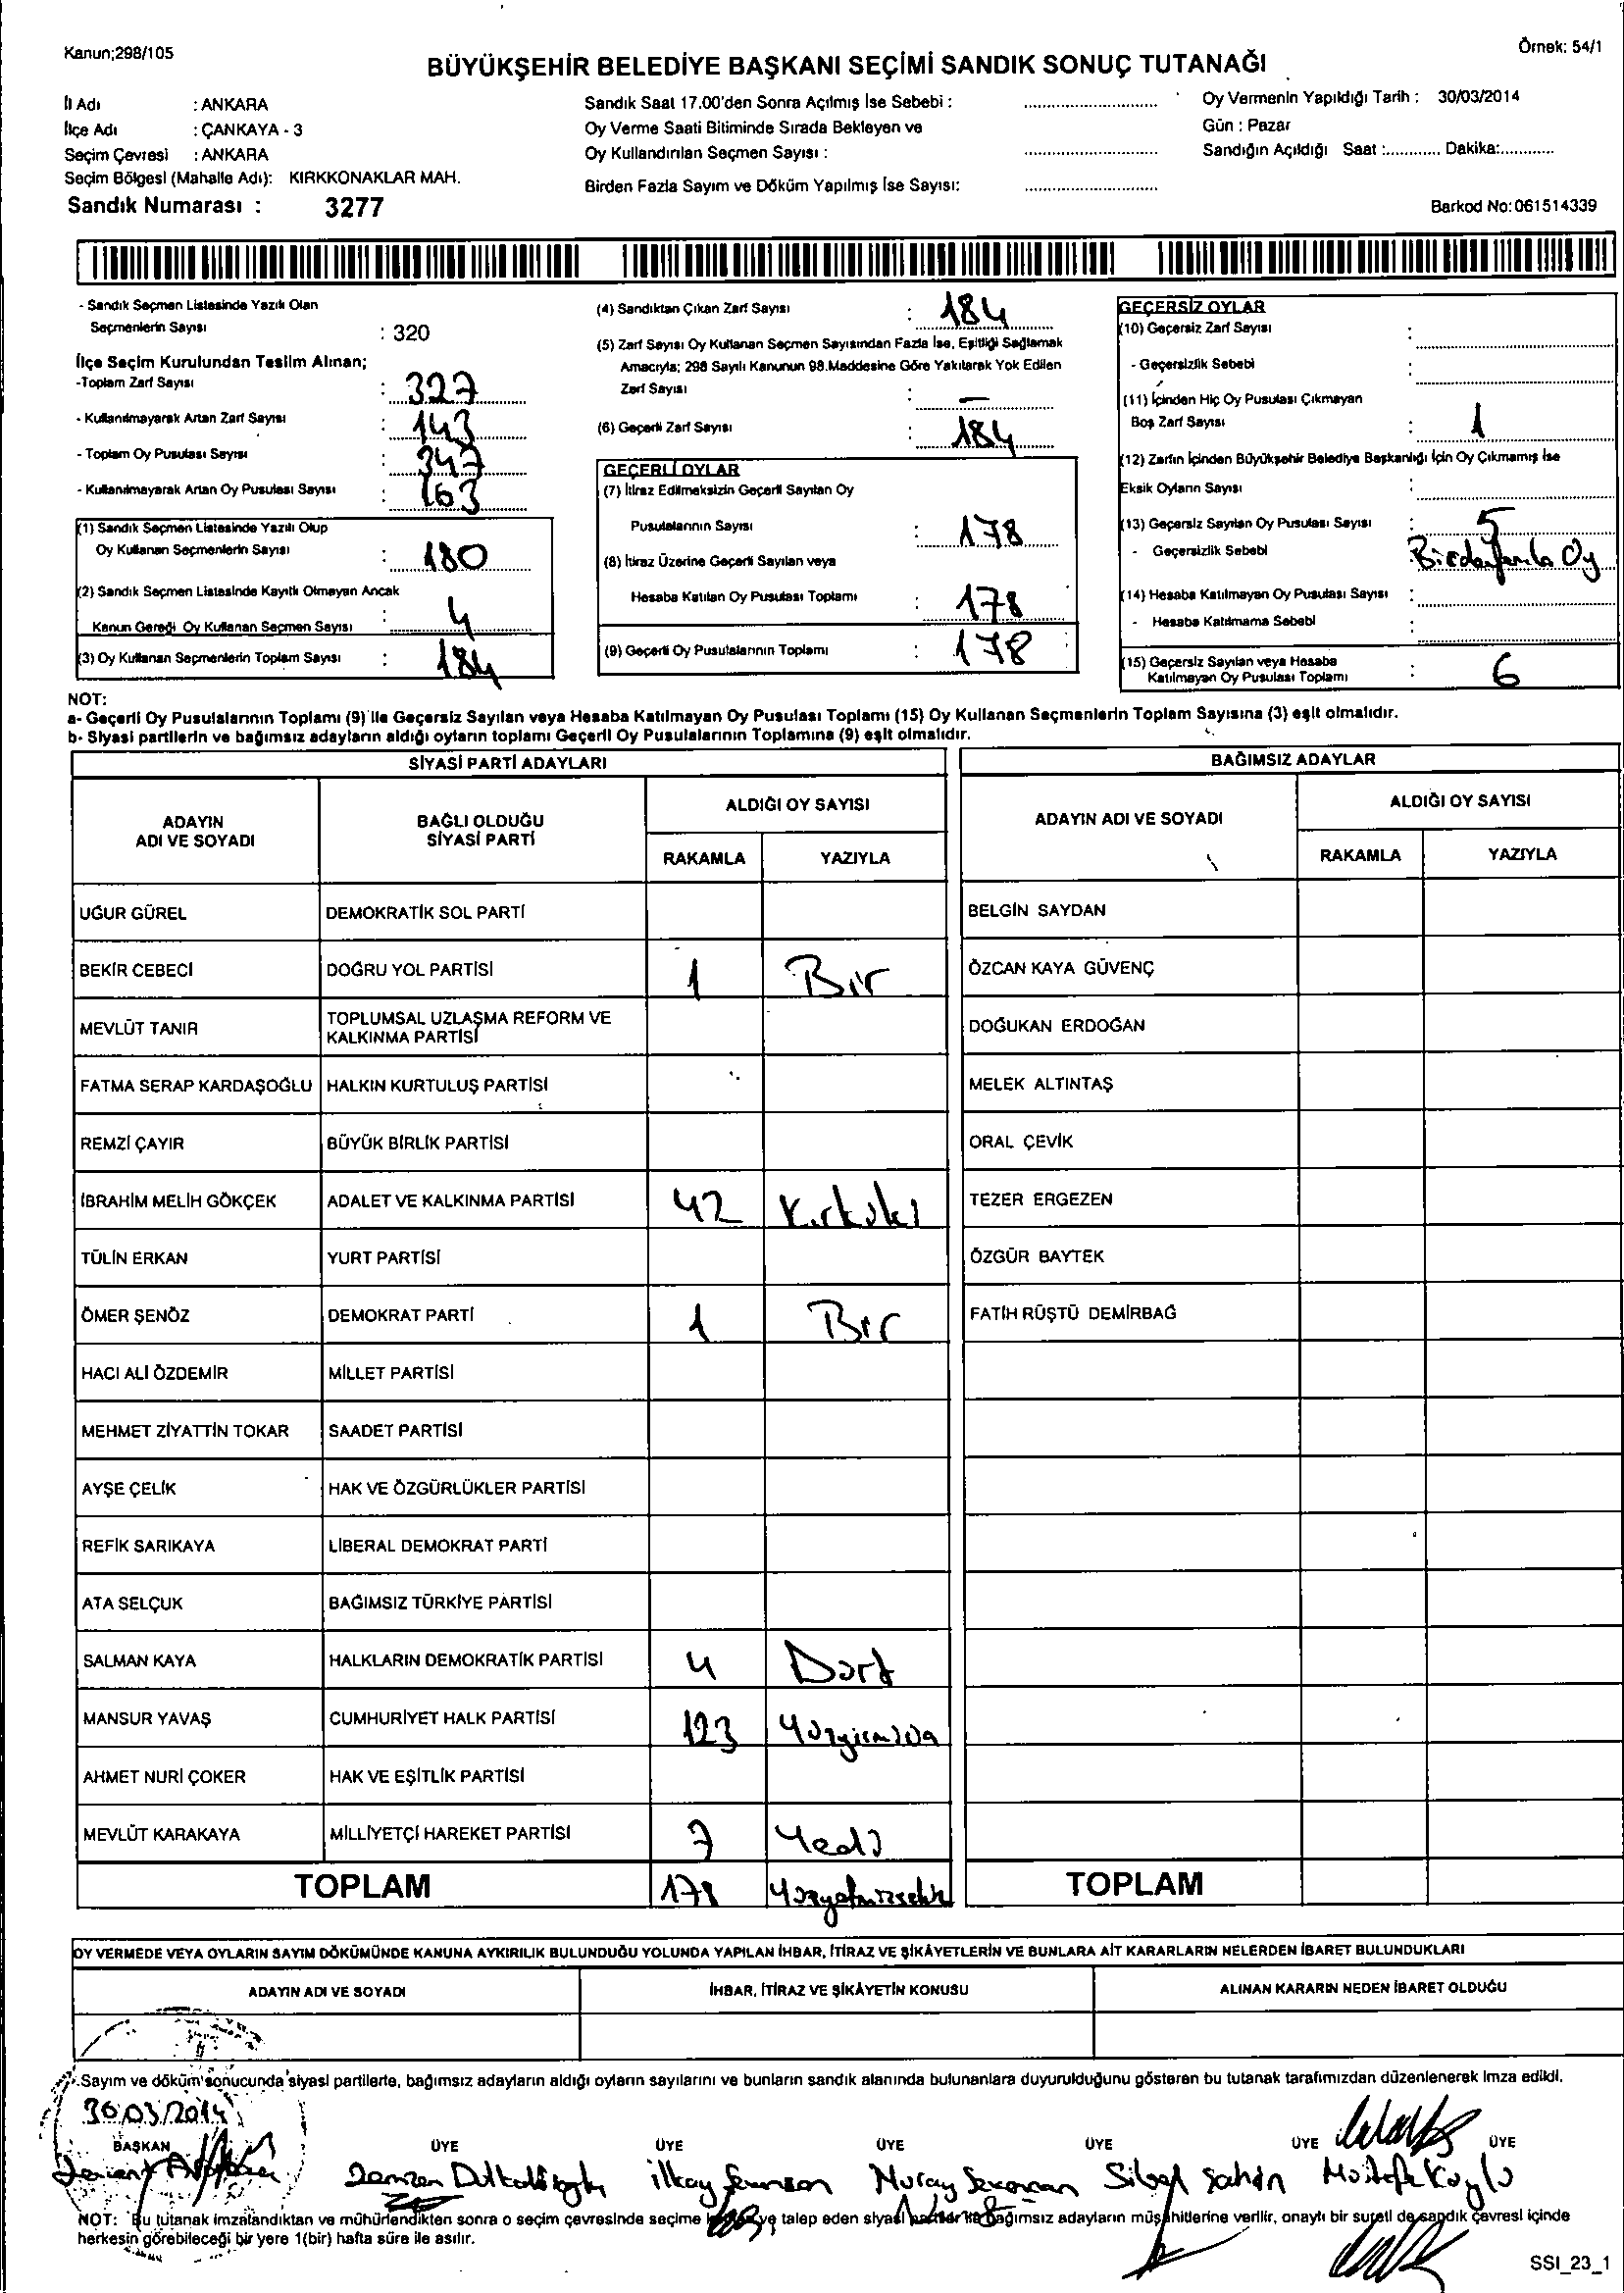 Kanun;298/105
Örnek: 54/1
BÜYÜKŞEHİR BELEDİYE BAŞKANI SEÇİMİ SANDIK SONUÇ TUTANAĞI
İl Adı : ANKARA
İlçe Adı : ÇANKAYA - 3
Seçim Çevresi : ANKARA
Seçim Bölgesi (Mahalle Adı): KIRKKONAKLAR MAH.
Sandık Numarası : 3277
Sandık Saat 17.00'den Sonra Açılmış İse Sebebi :
Oy Verme Saati Bitiminde Sırada Bekleyen ve
Oy Kullandırılan Seçmen Sayısı :
Birden Fazla Sayım ve Döküm Yapılmış İse Sayısı:
Oy Vermenin Yapıldığı Tarih : 30/03/2014
Gün : Pazar
Sandığın Açıldığı Saat :........... Dakika:...........
Barkod No:061514339
- Sandık Seçmen Listesinde Yazılı Olan
Seçmenlerin Sayısı : 320
İlçe Seçim Kurulundan Teslim Alınan;
-Toplam Zarf Sayısı : 327
- Kullanılmayarak Artan Zarf Sayısı : 143
- Toplam Oy Pusulası Sayısı : 347
- Kullanılmayarak Artan Oy Pusulası Sayısı : 163
(1) Sandık Seçmen Listesinde Yazılı Olup
Oy Kullanan Seçmenlerin Sayısı : 180
(2) Sandık Seçmen Listesinde Kayıtlı Olmayan Ancak
Kanun Gereği Oy Kullanan Seçmen Sayısı : 4
(3) Oy Kullanan Seçmenlerin Toplam Sayısı : 184
(4) Sandıktan Çıkan Zarf Sayısı : 184
(5) Zarf Sayısı Oy Kullanan Seçmen Sayısından Fazla İse, Eşitliği Sağlamak
Amacıyla; 298 Sayılı Kanunun 98.Maddesine Göre Yakılarak Yok Edilen
Zarf Sayısı : —
(6) Geçerli Zarf Sayısı : 184
GEÇERLİ OYLAR
(7) İtiraz Edilmeksizin Geçerli Sayılan Oy
Pusulalarının Sayısı : 178
(8) İtiraz Üzerine Geçerli Sayılan veya
Hesaba Katılan Oy Pusulası Toplamı : 178
(9) Geçerli Oy Pusulalarının Toplamı : 178
GEÇERSİZ OYLAR
(10) Geçersiz Zarf Sayısı :
- Geçersizlik Sebebi :
(11) İçinden Hiç Oy Pusulası Çıkmayan
Boş Zarf Sayısı : 1
(12) Zarfın İçinden Büyükşehir Belediye Başkanlığı İçin Oy Çıkmamış İse
Eksik Oyların Sayısı :
(13) Geçersiz Sayılan Oy Pusulası Sayısı : 5
- Geçersizlik Sebebi : Birden fazla Oy
(14) Hesaba Katılmayan Oy Pusulası Sayısı :
- Hesaba Katılmama Sebebi :
(15) Geçersiz Sayılan veya Hesaba
Katılmayan Oy Pusulası Toplamı : 6
NOT:
a- Geçerli Oy Pusulalarının Toplamı (9) ile Geçersiz Sayılan veya Hesaba Katılmayan Oy Pusulası Toplamı (15) Oy Kullanan Seçmenlerin Toplam Sayısına (3) eşit olmalıdır.
b- Siyasi partilerin ve bağımsız adayların aldığı oyların toplamı Geçerli Oy Pusulalarının Toplamına (9) eşit olmalıdır.
SİYASİ PARTİ ADAYLARI
ADAYIN ADI VE SOYADI
BAĞLI OLDUĞU SİYASİ PARTİ
ALDIĞI OY SAYISI
RAKAMLA YAZIYLA
UĞUR GÜREL DEMOKRATİK SOL PARTİ
BEKİR CEBECİ DOĞRU YOL PARTİSİ 1 Bir
MEVLÜT TANIR TOPLUMSAL UZLAŞMA REFORM VE KALKINMA PARTİSİ
FATMA SERAP KARDAŞOĞLU HALKIN KURTULUŞ PARTİSİ
REMZİ ÇAYIR BÜYÜK BİRLİK PARTİSİ
İBRAHİM MELİH GÖKÇEK ADALET VE KALKINMA PARTİSİ 42 Kırkiki
TÜLİN ERKAN YURT PARTİSİ
ÖMER ŞENÖZ DEMOKRAT PARTİ 1 Bir
HACI ALİ ÖZDEMİR MİLLET PARTİSİ
MEHMET ZİYATTİN TOKAR SAADET PARTİSİ
AYŞE ÇELİK HAK VE ÖZGÜRLÜKLER PARTİSİ
REFİK SARIKAYA LİBERAL DEMOKRAT PARTİ
ATA SELÇUK BAĞIMSIZ TÜRKİYE PARTİSİ
SALMAN KAYA HALKLARIN DEMOKRATİK PARTİSİ 4 Dört
MANSUR YAVAŞ CUMHURİYET HALK PARTİSİ 123 Yüzyirmiüç
AHMET NURİ ÇOKER HAK VE EŞİTLİK PARTİSİ
MEVLÜT KARAKAYA MİLLİYETÇİ HAREKET PARTİSİ 7 Yedi
TOPLAM 178 Yüzyetmişsekiz
BAĞIMSIZ ADAYLAR
ADAYIN ADI VE SOYADI
ALDIĞI OY SAYISI
RAKAMLA YAZIYLA
BELGİN SAYDAN
ÖZCAN KAYA GÜVENÇ
DOĞUKAN ERDOĞAN
MELEK ALTINTAŞ
ORAL ÇEVİK
TEZER ERGEZEN
ÖZGÜR BAYTEK
FATİH RÜŞTÜ DEMİRBAĞ
TOPLAM
OY VERMEDE VEYA OYLARIN SAYIM DÖKÜMÜNDE KANUNA AYKIRILIK BULUNDUĞU YOLUNDA YAPILAN İHBAR, İTİRAZ VE ŞİKÂYETLERİN VE BUNLARA AİT KARARLARIN NELERDEN İBARET BULUNDUKLARI
ADAYIN ADI VE SOYADI
İHBAR, İTİRAZ VE ŞİKÂYETİN KONUSU
ALINAN KARARIN NEDEN İBARET OLDUĞU
Sayım ve döküm sonucunda siyasi partilerle, bağımsız adayların aldığı oyların sayılarını ve bunların sandık alanında bulunanlara duyurulduğunu gösteren bu tutanak tarafımızdan düzenlenerek imza edildi.
30/03/2014
BAŞKAN ÜYE ÜYE ÜYE ÜYE ÜYE ÜYE
İlkay Nuray Sibel Şahin Mustafa
NOT: Bu tutanak imzalandıktan ve mühürlendikten sonra o seçim çevresinde seçime talep eden siyasi bağımsız adayların müşahitlerine verilir, onaylı bir sureti de sandık çevresi içinde
herkesin görebileceği bir yere 1(bir) hafta süre ile asılır.
SSI_23_1